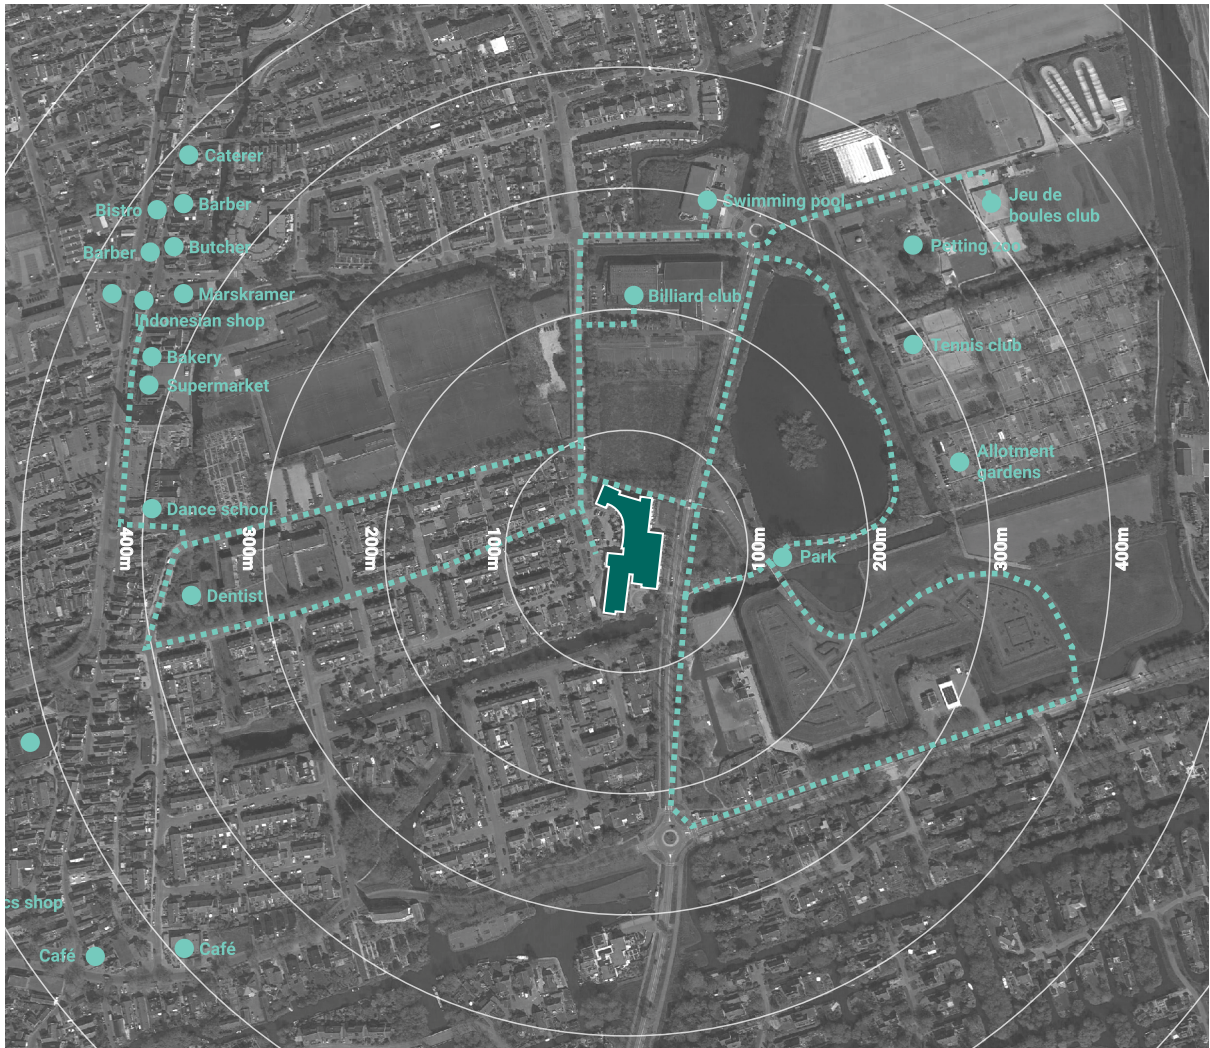 Caterer
Bistro
Barber
Swimming pool
Jeu de
boules club
Barber
Butcher
Petting zoo
Marskramer
Billiard club
Indonesian shop
Tennis club
Bakery
Supermarket
Allotment
gardens
Dance school
400m
300m
200m
100m
100m
200m
300m
400m
Park
Dentist
cs shop
Café
Café